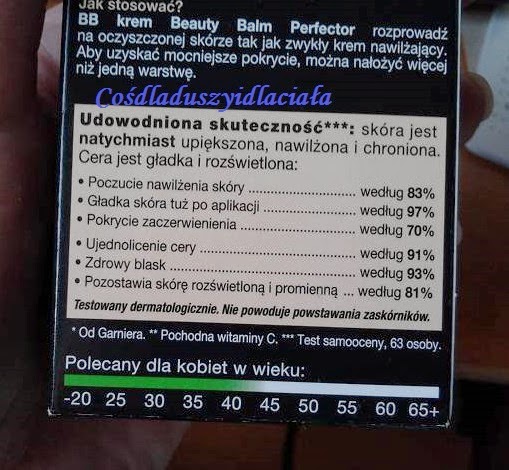 Jak stosować?
BB krem Beauty Balm Perfector rozprowadź
na oczyszczonej skórze tak jak zwykły krem nawilżający.
Aby uzyskać mocniejsze pokrycie, można nałożyć więcej
niż jedną warstwę.
Cośdladuszyidlaciała
Udowodniona skuteczność***: skóra jest
natychmiast upiększona, nawilżona i chroniona.
Cera jest gładka i rozświetlona:
• Poczucie nawilżenia skóry ........................ według 83%
• Gładka skóra tuż po aplikacji .................... według 97%
• Pokrycie zaczerwienienia ......................... według 70%
• Ujednolicenie cery ................................... według 91%
• Zdrowy blask .......................................... według 93%
• Pozostawia skórę rozświetloną i promienną ... według 81%
Testowany dermatologicznie. Nie powoduje powstawania zaskórników.
* Od Garniera. ** Pochodna witaminy C. *** Test samooceny, 63 osoby.
Polecany dla kobiet w wieku:
-20 25 30 35 40 45 50 55 60 65+